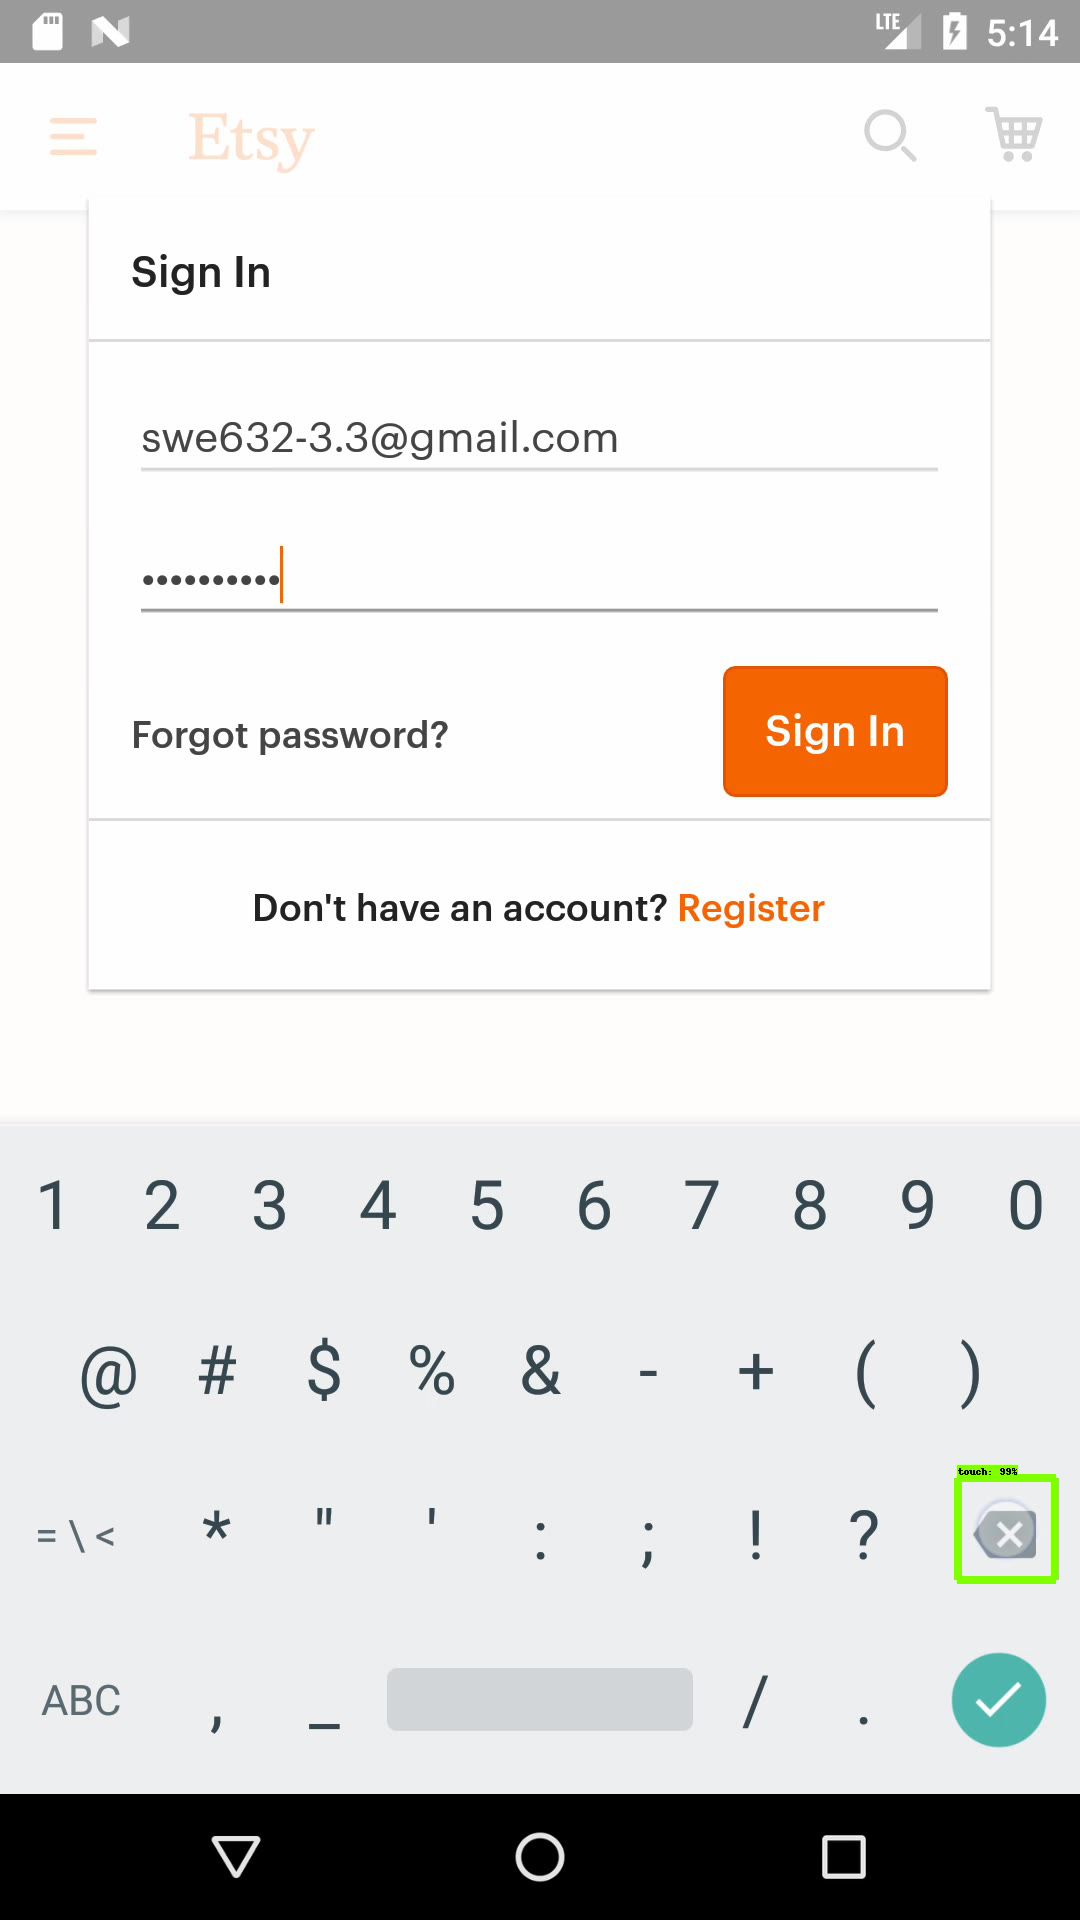 LTE 5:14
Etsy
Sign In
swe632-3.3@gmail.com
••••••••••
Forgot password? Sign In
Don't have an account? Register
1 2 3 4 5 6 7 8 9 0
@ # $ % & - + ( )
touch: 99%
= \ < * " ' : ; ! ?
ABC , _ / .